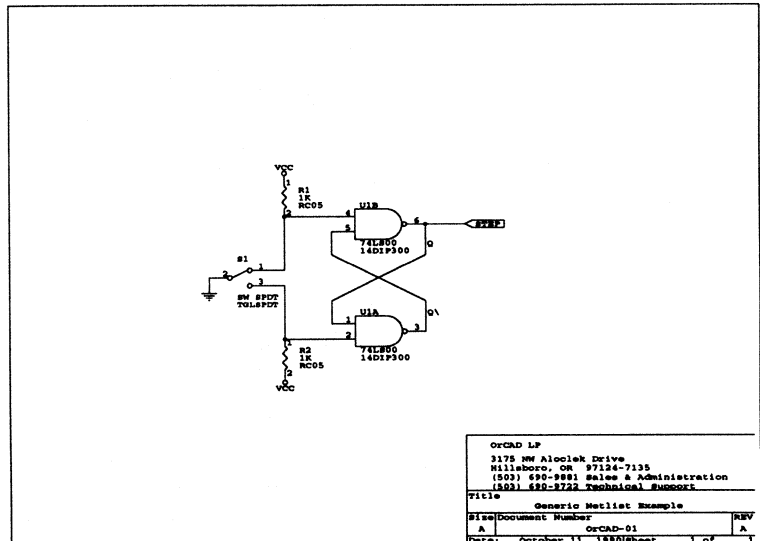 VCC
1
R1
1K
RC05
2
U1B
4
5
6
STEP
Q
74LS00
14DIP300
S1
2
1
3
SW SPDT
TGLSPDT
U1A
1
2
3
Q\
74LS00
14DIP300
1
R2
1K
RC05
2
VCC
OrCAD LP
3175 NW Aloclek Drive
Hillsboro, OR 97124-7135
(503) 690-9881 Sales & Administration
(503) 690-9722 Technical Support
Title
Generic Netlist Example
Size Document Number REV
A OrCAD-01 A
Date: October 11, 1990 Sheet 1 of 1